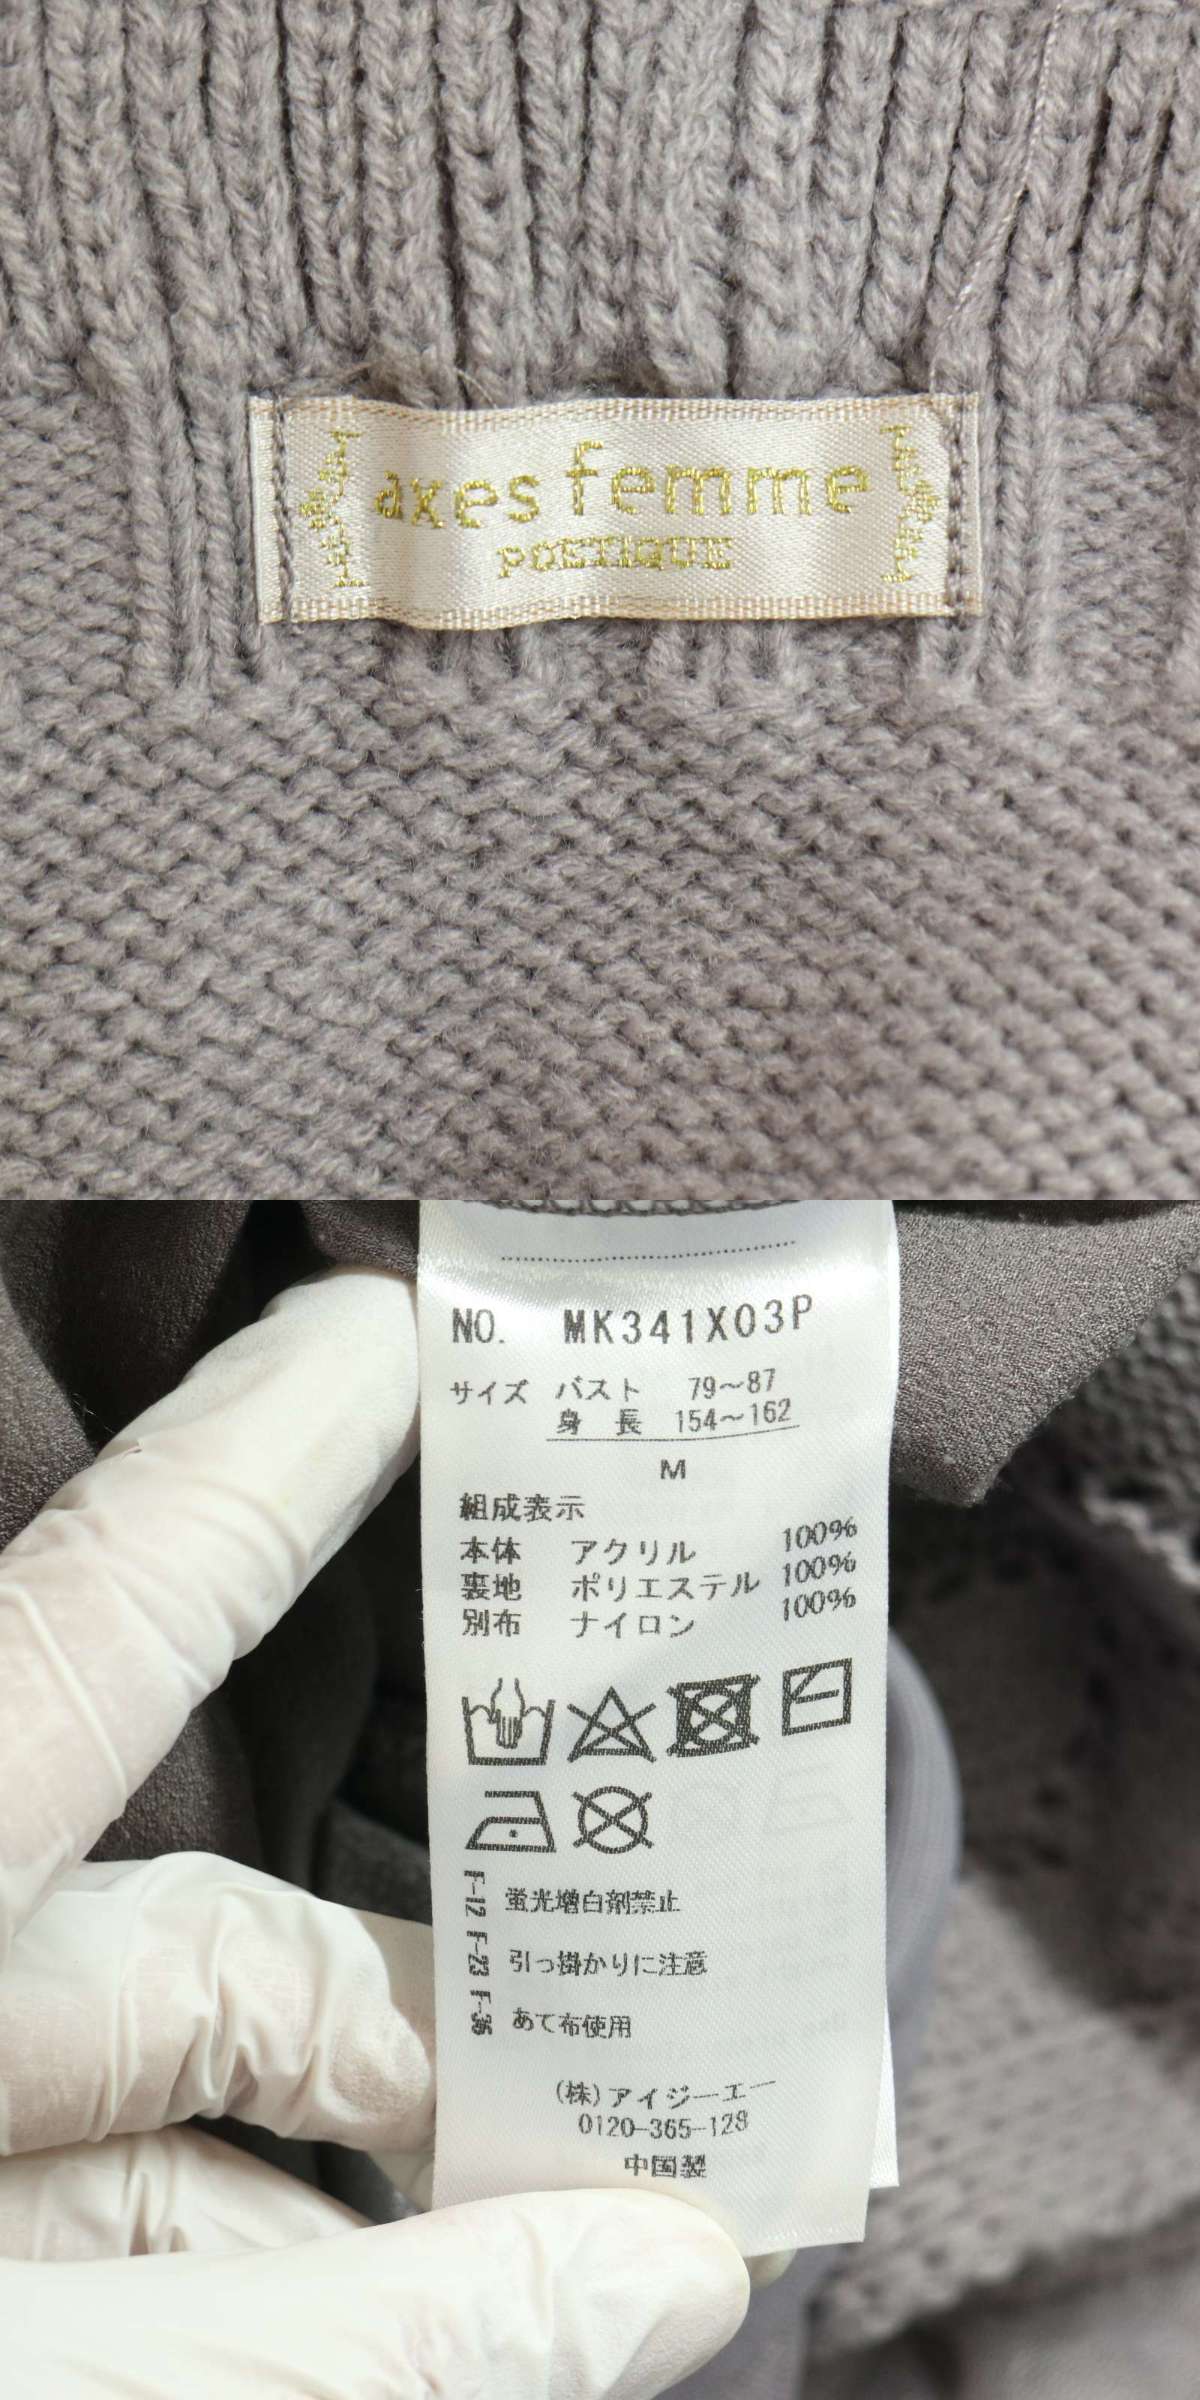 axes femme
POETIQUE
NO. MK341X03P
サイズ バスト 79～87
身長 154～162
M
組成表示
本体 アクリル 100%
裏地 ポリエステル 100%
別布 ナイロン 100%
F-12 蛍光増白剤禁止
F-23 引っ掛かりに注意
F-36 あて布使用
(株)アイジーエー
0120-365-128
中国製